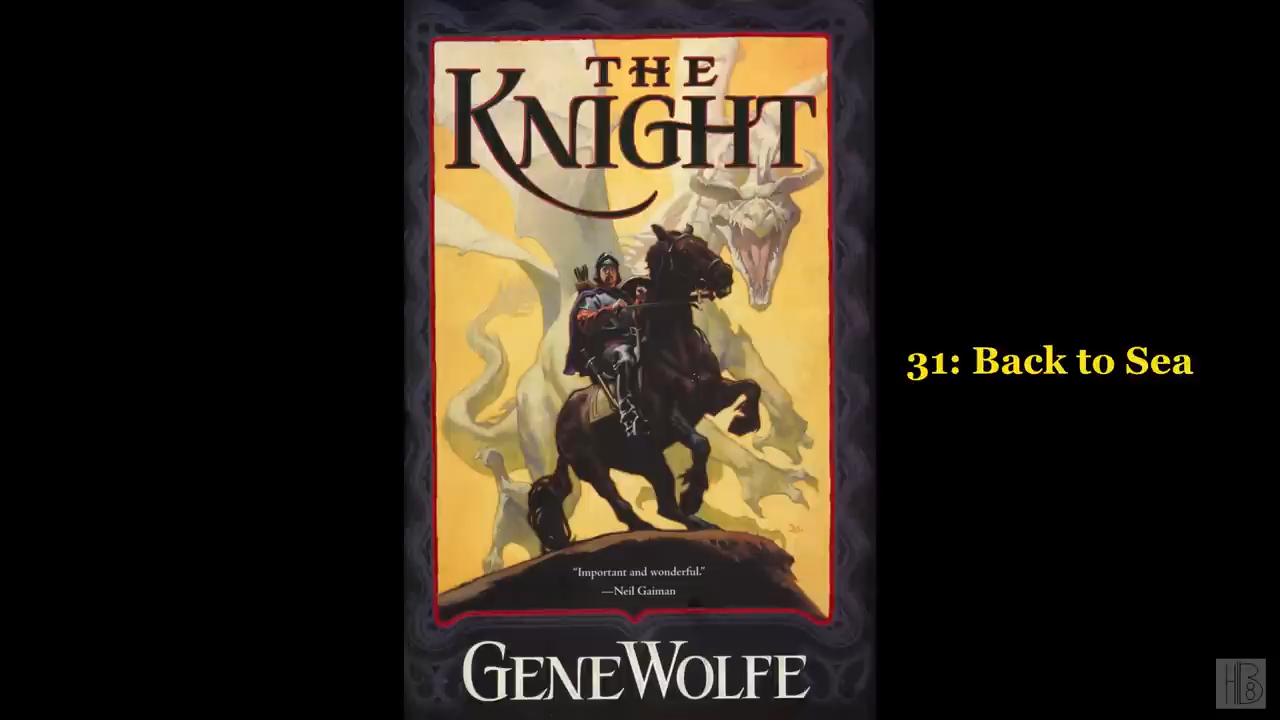 THE
KNIGHT
31: Back to Sea
“Important and wonderful.”
—Neil Gaiman
GENE WOLFE